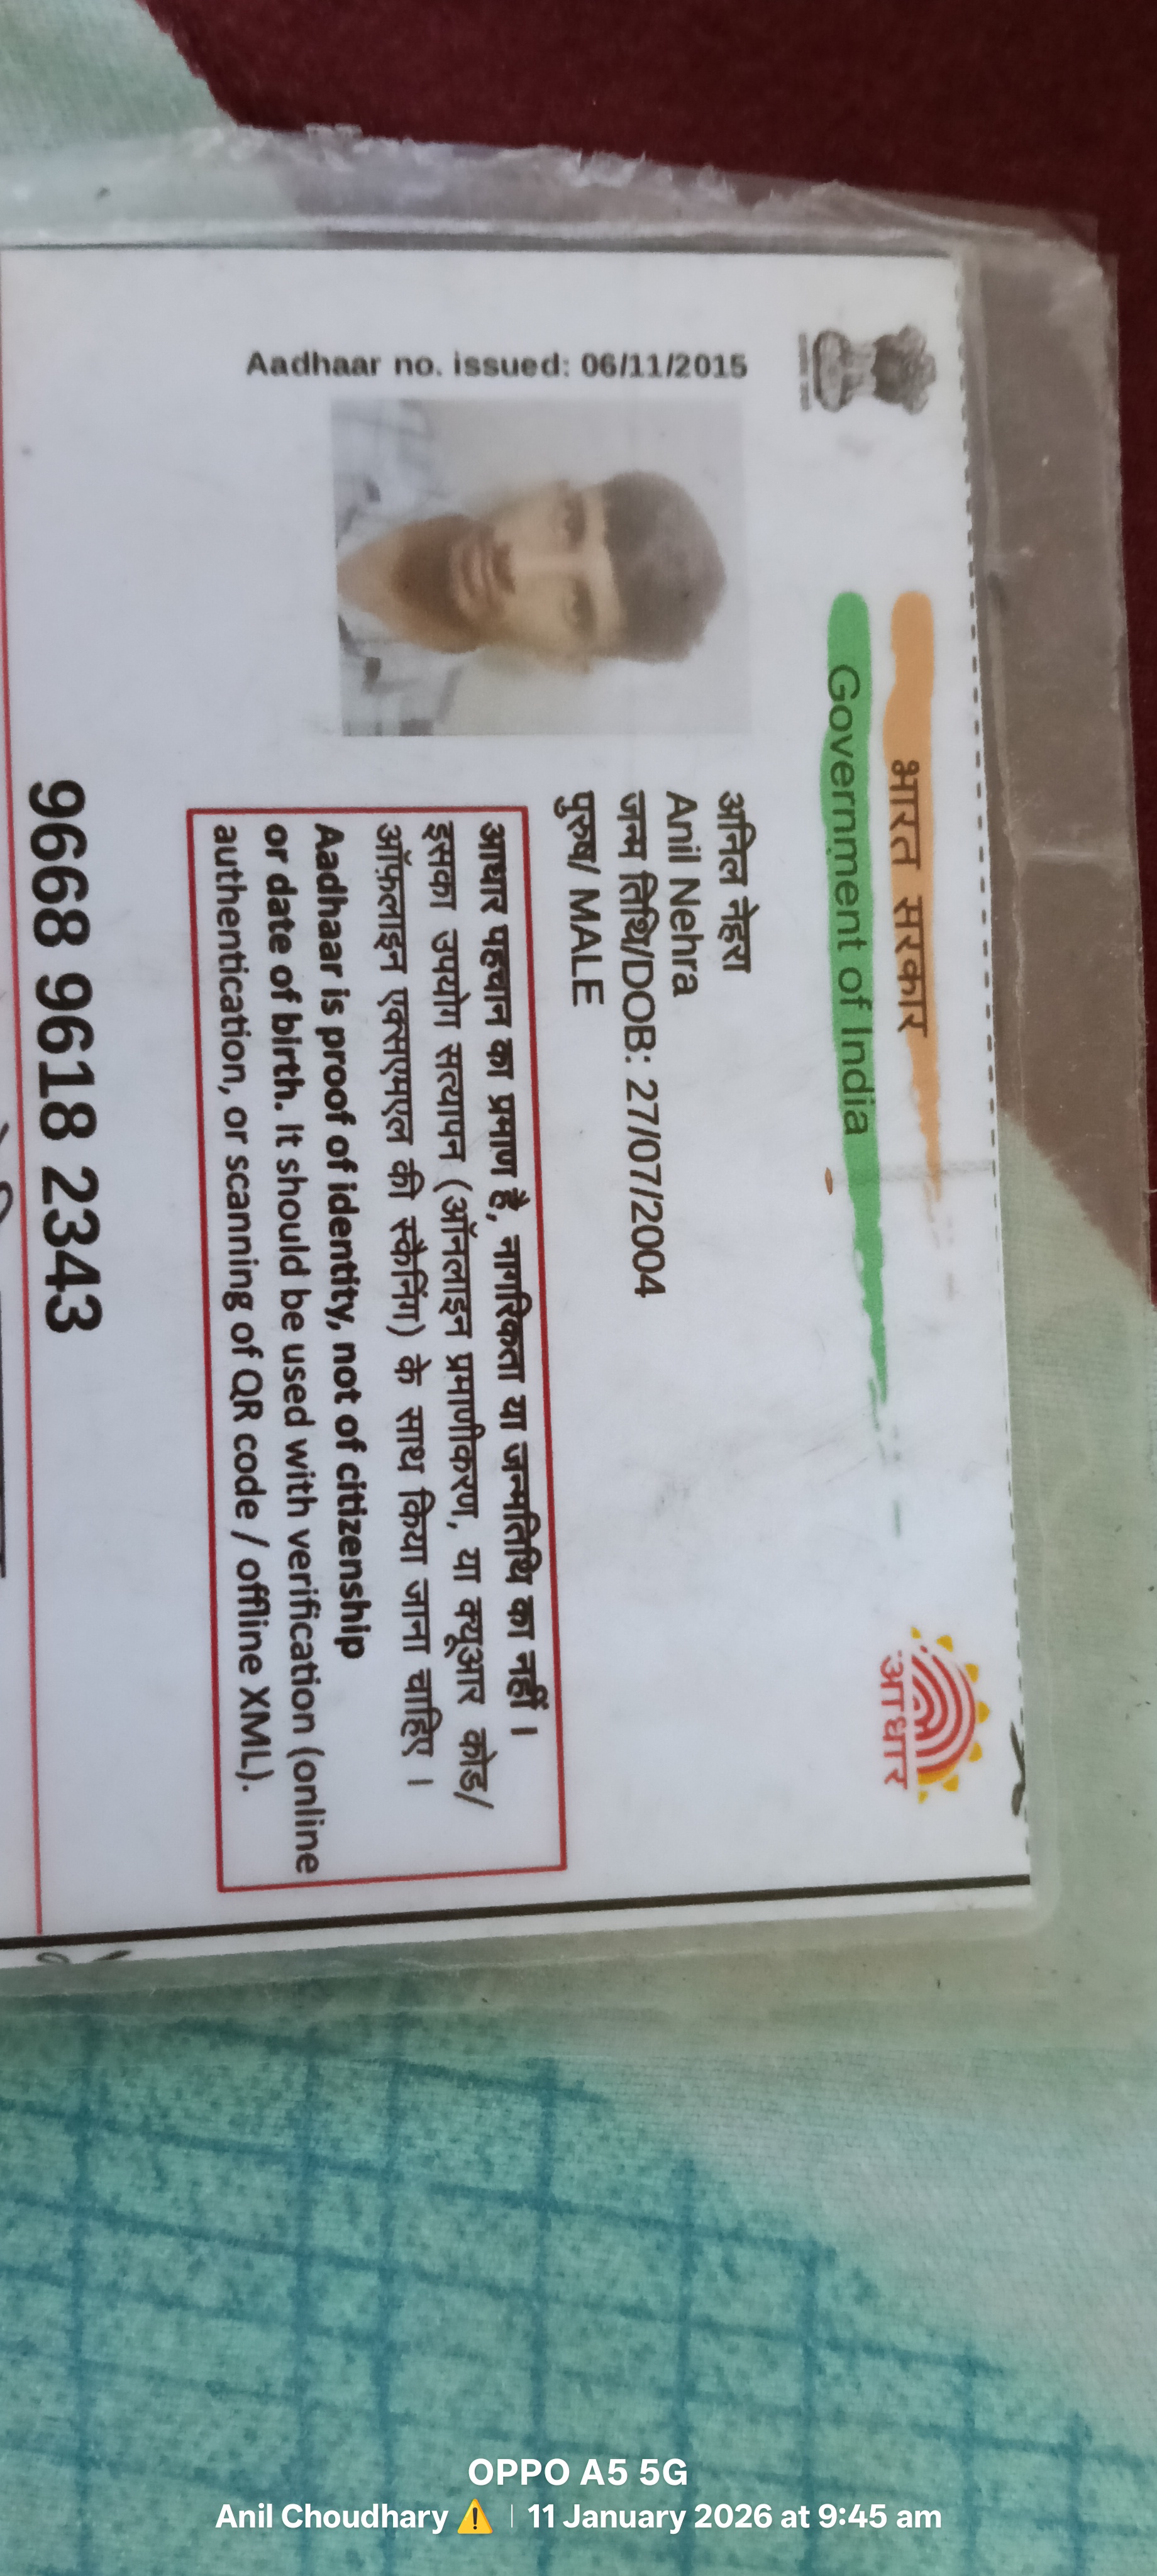 भारत सरकार
Government of India
आधार
Aadhaar no. issued: 06/11/2015
अनिल नेहरा
Anil Nehra
जन्म तिथि/DOB: 27/07/2004
पुरुष/ MALE
आधार पहचान का प्रमाण है, नागरिकता या जन्मतिथि का नहीं ।
इसका उपयोग सत्यापन (ऑनलाइन प्रमाणीकरण, या क्यूआर कोड/
ऑफ़लाइन एक्सएमएल की स्कैनिंग) के साथ किया जाना चाहिए ।
Aadhaar is proof of identity, not of citizenship
or date of birth. It should be used with verification (online
authentication, or scanning of QR code / offline XML).
9668 9618 2343
OPPO A5 5G
Anil Choudhary ⚠️ | 11 January 2026 at 9:45 am